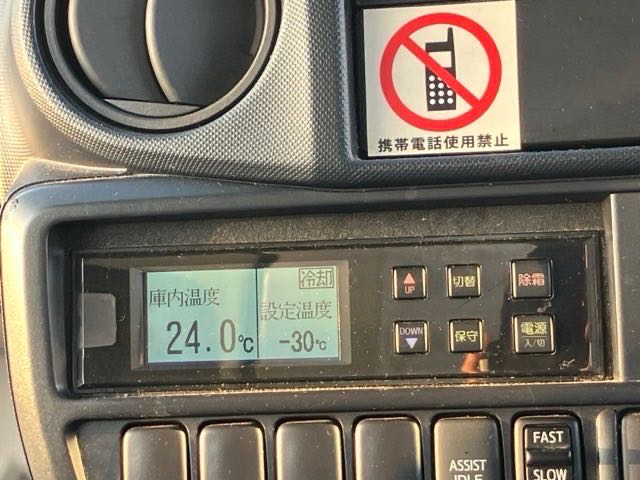 携帯電話使用禁止
冷却
庫内温度
設定温度
24.0℃
-30℃
UP
切替
除霜
DOWN
保守
電源
入/切
FAST
SLOW
ASSIST
IDLE